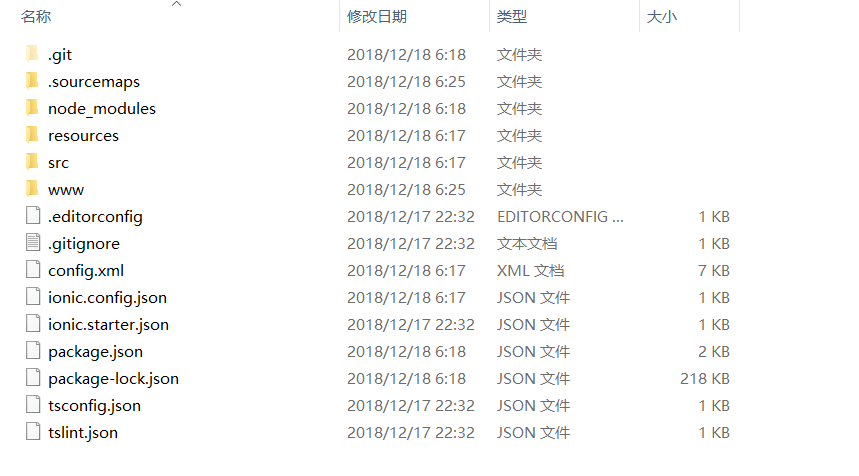 名称 修改日期 类型 大小
.git 2018/12/18 6:18 文件夹
.sourcemaps 2018/12/18 6:25 文件夹
node_modules 2018/12/18 6:18 文件夹
resources 2018/12/18 6:17 文件夹
src 2018/12/18 6:17 文件夹
www 2018/12/18 6:25 文件夹
.editorconfig 2018/12/17 22:32 EDITORCONFIG ... 1 KB
.gitignore 2018/12/17 22:32 文本文档 1 KB
config.xml 2018/12/18 6:17 XML 文档 7 KB
ionic.config.json 2018/12/18 6:17 JSON 文件 1 KB
ionic.starter.json 2018/12/17 22:32 JSON 文件 1 KB
package.json 2018/12/18 6:18 JSON 文件 2 KB
package-lock.json 2018/12/18 6:18 JSON 文件 218 KB
tsconfig.json 2018/12/17 22:32 JSON 文件 1 KB
tslint.json 2018/12/17 22:32 JSON 文件 1 KB